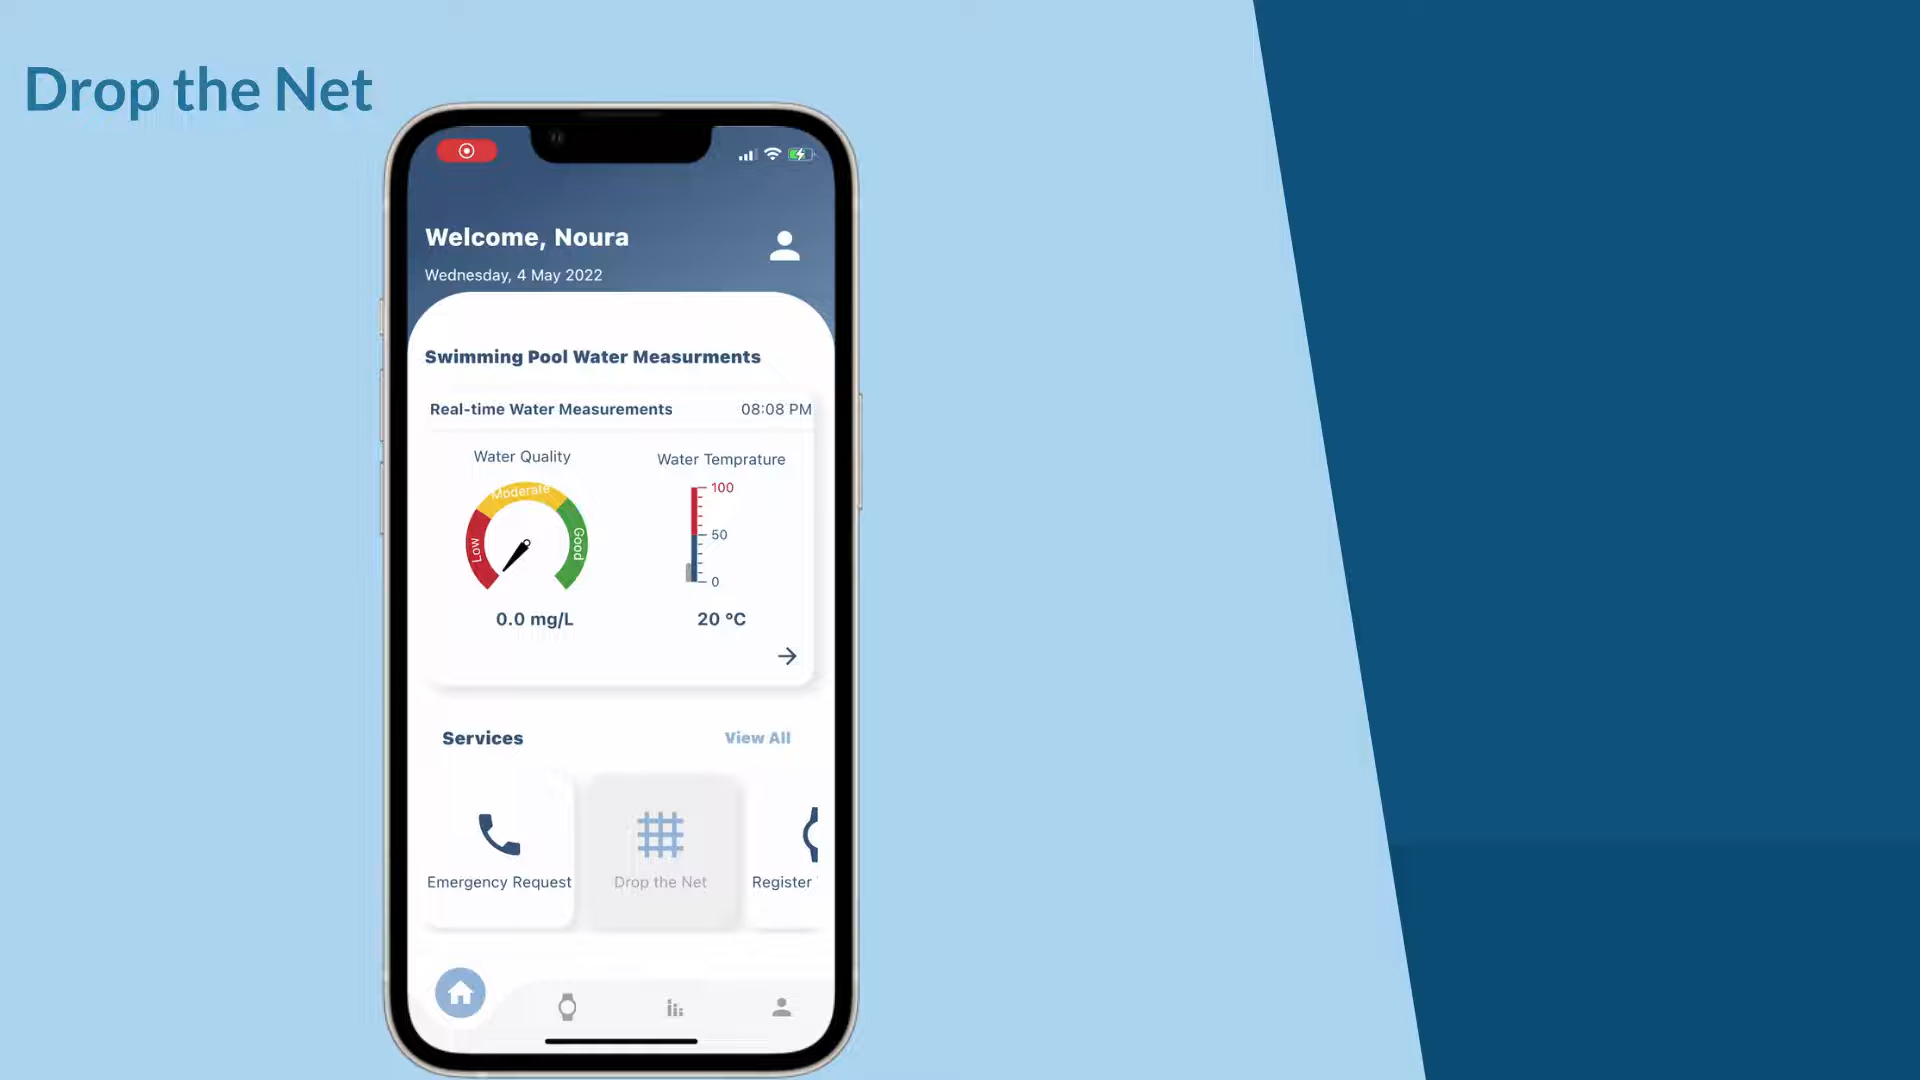 Drop the Net
Welcome, Noura
Wednesday, 4 May 2022
Swimming Pool Water Measurments
Real-time Water Measurements 08:08 PM
Water Quality
Water Temprature
Low
Moderate
Good
100
50
0
0.0 mg/L
20 °C
Services
View All
Emergency Request
Drop the Net
Register